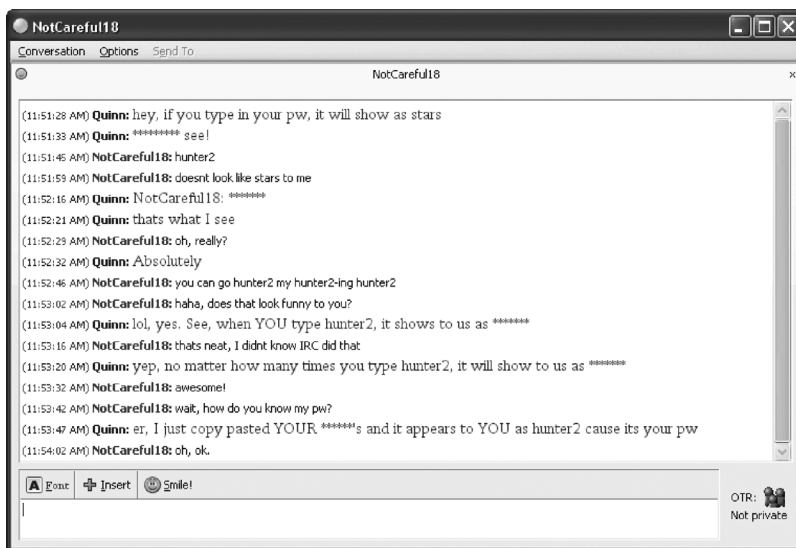 NotCareful18
Conversation Options Send To
NotCareful18 x
(11:51:28 AM) Quinn: hey, if you type in your pw, it will show as stars
(11:51:33 AM) Quinn: ********* see!
(11:51:45 AM) NotCareful18: hunter2
(11:51:59 AM) NotCareful18: doesnt look like stars to me
(11:52:16 AM) Quinn: NotCareful18: *******
(11:52:21 AM) Quinn: thats what I see
(11:52:29 AM) NotCareful18: oh, really?
(11:52:32 AM) Quinn: Absolutely
(11:52:46 AM) NotCareful18: you can go hunter2 my hunter2-ing hunter2
(11:53:02 AM) NotCareful18: haha, does that look funny to you?
(11:53:04 AM) Quinn: lol, yes. See, when YOU type hunter2, it shows to us as *******
(11:53:16 AM) NotCareful18: thats neat, I didnt know IRC did that
(11:53:20 AM) Quinn: yep, no matter how many times you type hunter2, it will show to us as *******
(11:53:32 AM) NotCareful18: awesome!
(11:53:42 AM) NotCareful18: wait, how do you know my pw?
(11:53:47 AM) Quinn: er, I just copy pasted YOUR ******'s and it appears to YOU as hunter2 cause its your pw
(11:54:02 AM) NotCareful18: oh, ok.
A Font Insert Smile!
OTR:
Not private